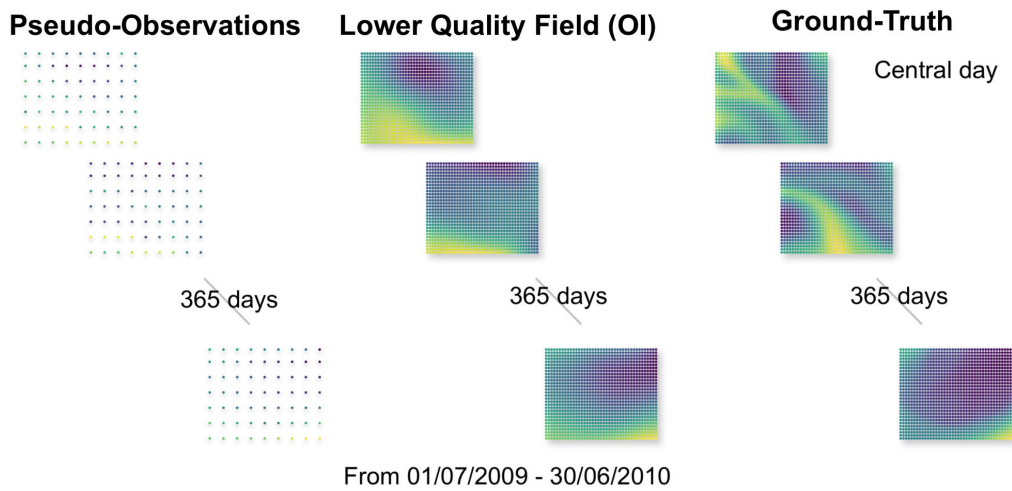 Pseudo-Observations
Lower Quality Field (OI)
Ground-Truth
Central day
365 days
365 days
365 days
From 01/07/2009 - 30/06/2010